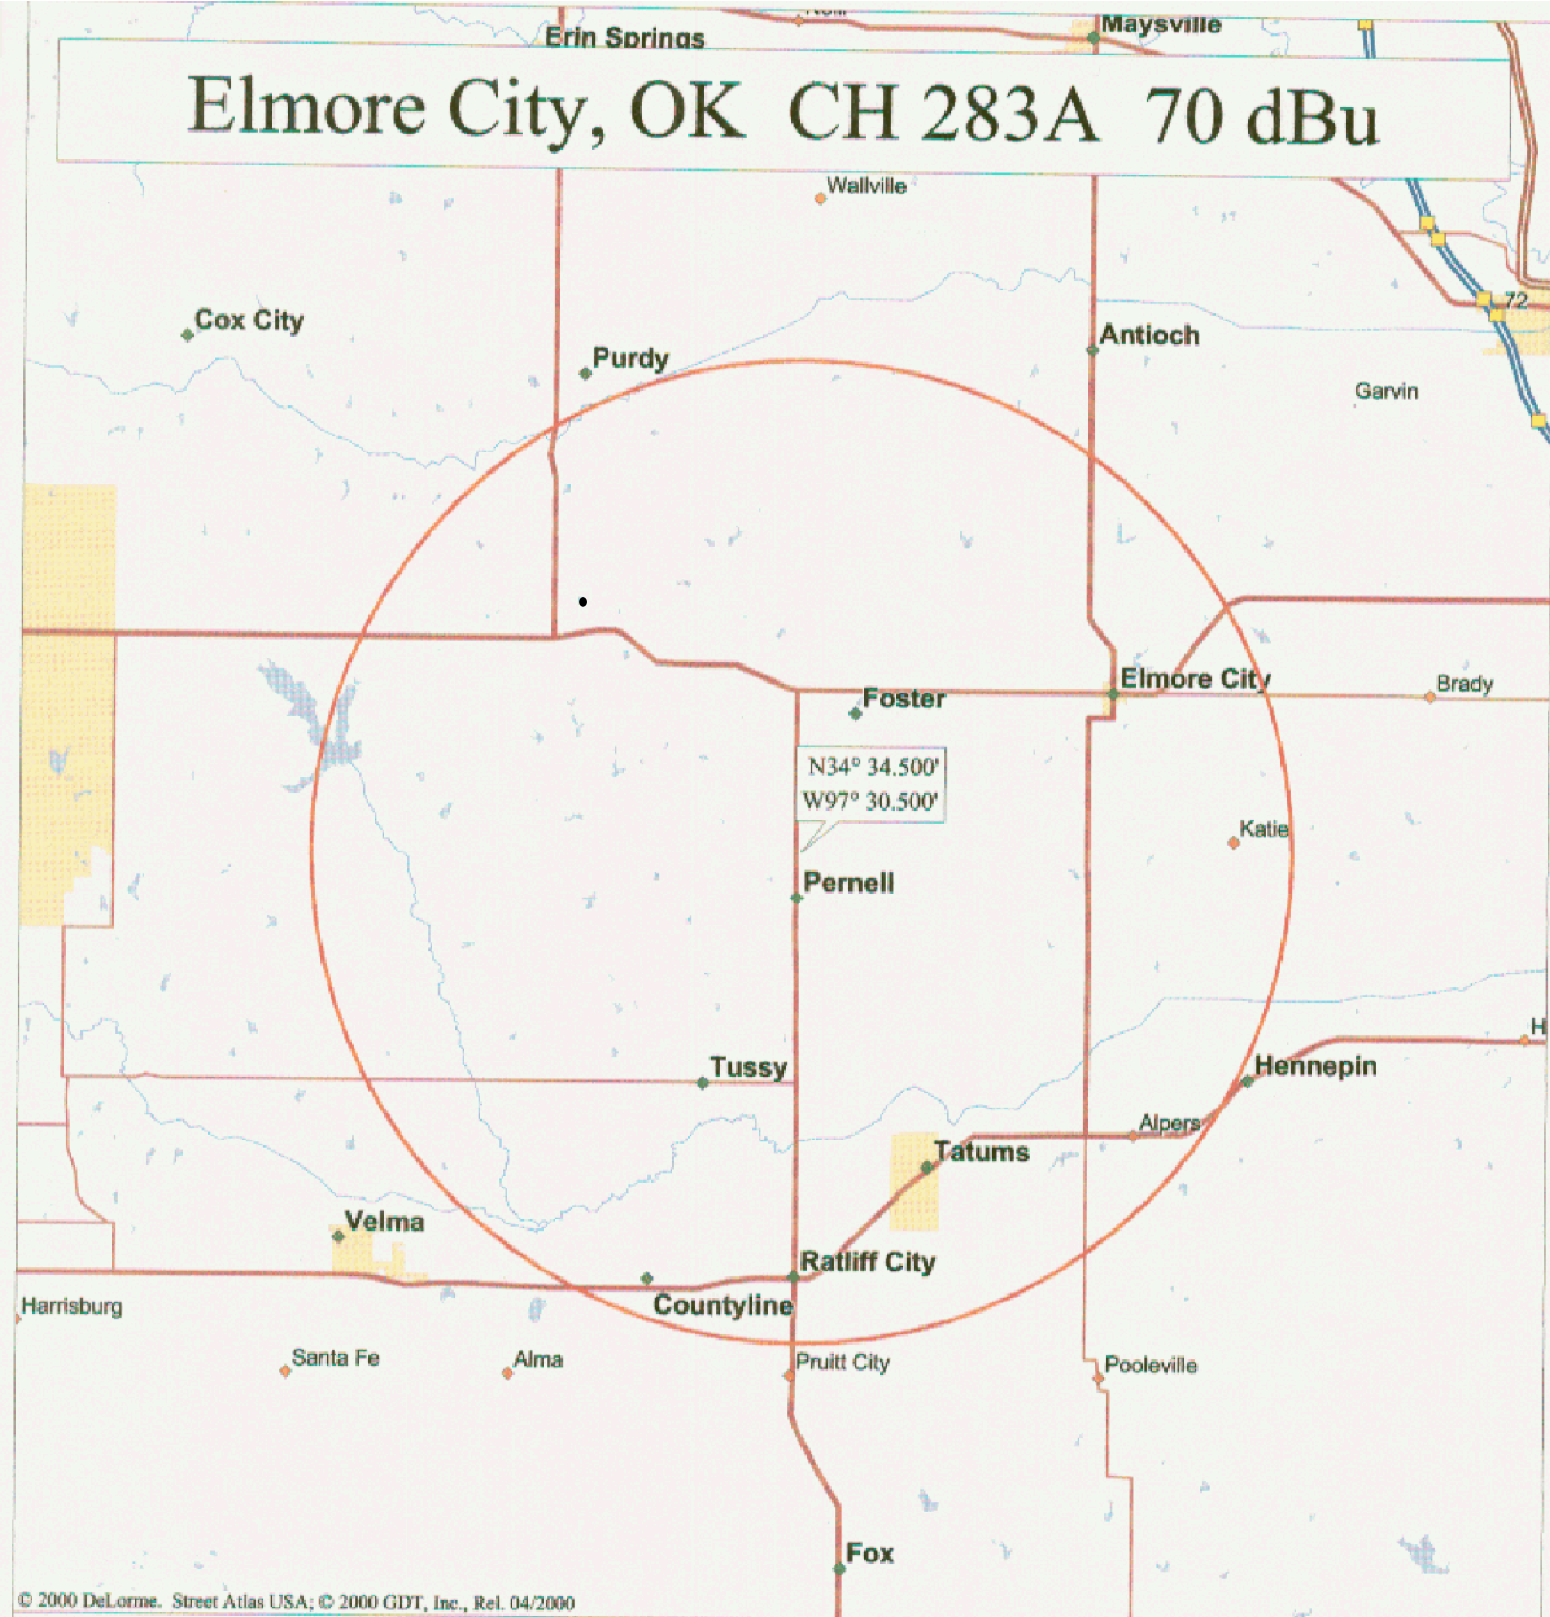 Maysville
Erin Springs
Elmore City, OK CH 283A 70 dBu
Wallville
72
Cox City
Antioch
Purdy
Garvin
Elmore City
Brady
Foster
N34° 34.500'
W97° 30.500'
Katie
Pernell
H
Tussy
Hennepin
Alpers
Tatums
Velma
Ratliff City
Harrisburg
Countyline
Santa Fe
Alma
Pruitt City
Pooleville
Fox
© 2000 DeLorme. Street Atlas USA; © 2000 GDT, Inc., Rel. 04/2000